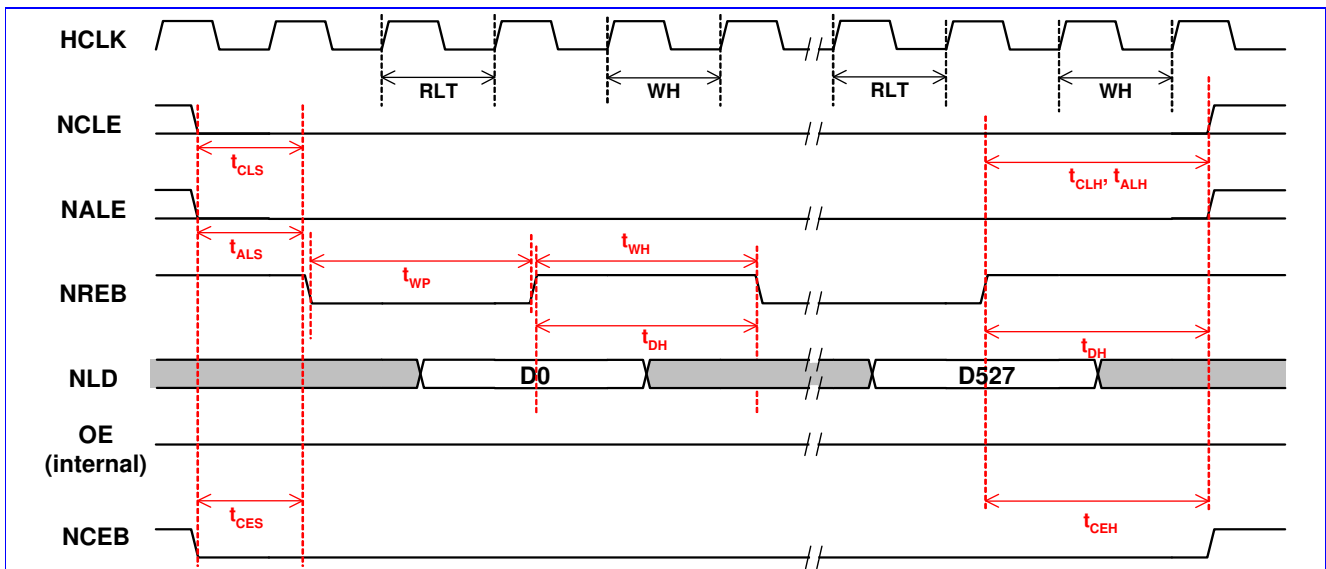 HCLK
RLT
WH
RLT
WH
NCLE
tCLS
tCLH, tALH
NALE
tALS
tWH
tWP
NREB
tDH
tDH
NLD
D0
D527
OE
(internal)
tCES
tCEH
NCEB